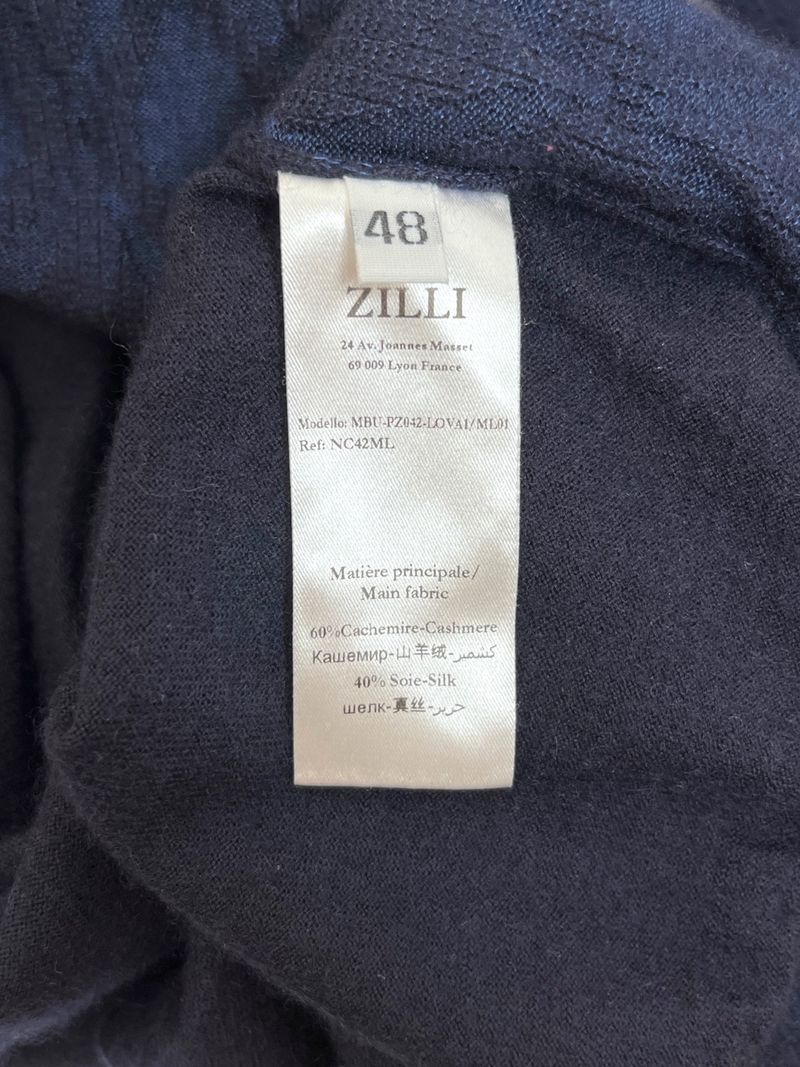 48
ZILLI
24 Av. Joannes Masset
69 009 Lyon France
Modello: MBU-PZ042-LOVA1/ML01
Ref: NC42ML
Matière principale/
Main fabric
60%Cachemire-Cashmere
Кашемир-山羊绒-كشمير
40% Soie-Silk
шелк-真丝-حرير